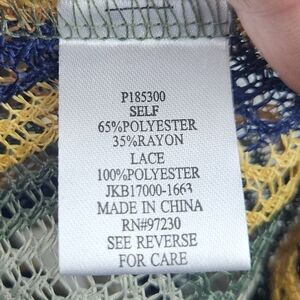 P185300
SELF
65%POLYESTER
35%RAYON
LACE
100%POLYESTER
JKB17000-1663
MADE IN CHINA
RN#97230
SEE REVERSE
FOR CARE